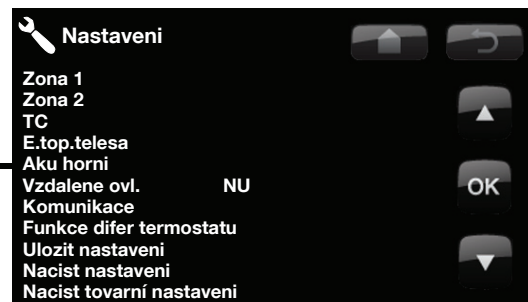 Nastaveni
Zona 1
Zona 2
TC
E.top.telesa
Aku horni
Vzdalene ovl. NU
Komunikace
Funkce difer termostatu
Ulozit nastaveni
Nacist nastaveni
Nacist tovarní nastaveni
OK